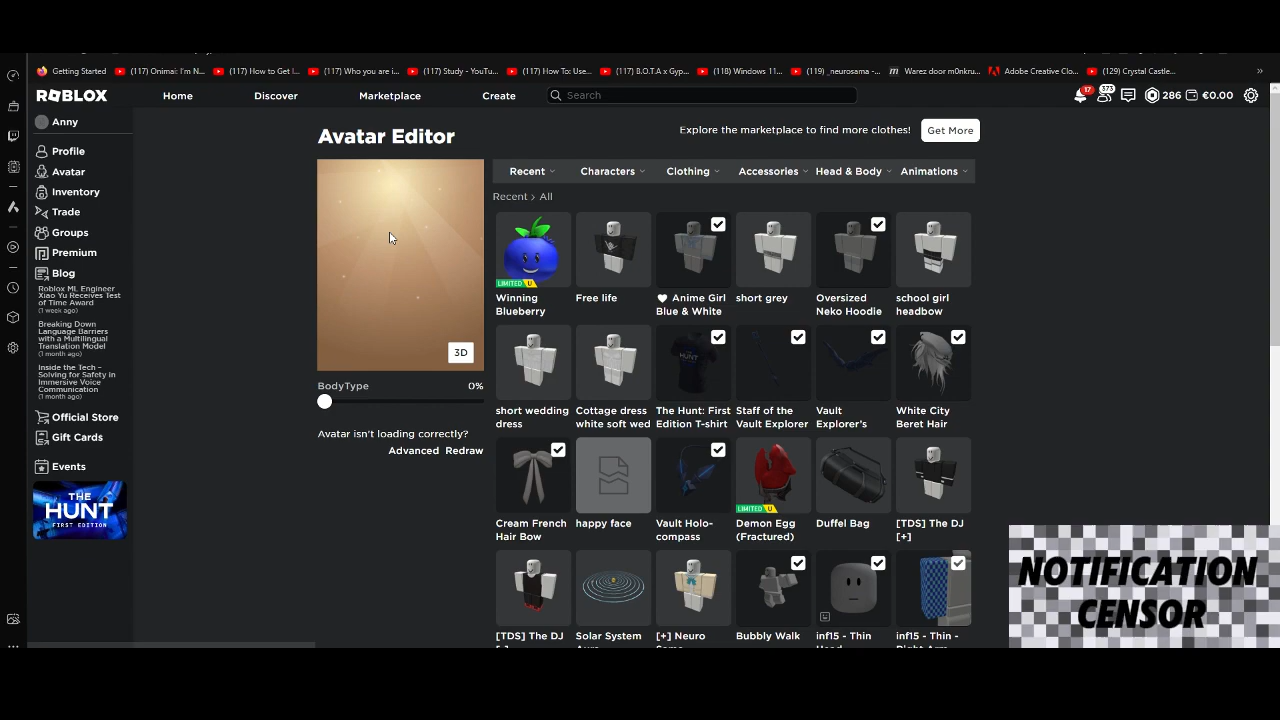 Getting Started (117) Onimai: I'm N... (117) How to Get I... (117) Who you are i... (117) Study - YouTu... (117) How To: Use... (117) B.O.T.A x Gyp... (118) Windows 11... (119) _neurosama -... Warez door m0nkru... Adobe Creative Clo... (129) Crystal Castle... »
ROBLOX Home Discover Marketplace Create Search 17 373 286 €0.00
Anny
Profile
Avatar
Inventory
Trade
Groups
Premium
Blog
Roblox ML Engineer
Xiao Yu Receives Test
of Time Award
(1 week ago)
Breaking Down
Language Barriers
with a Multilingual
Translation Model
(1 month ago)
Inside the Tech -
Solving for Safety in
Immersive Voice
Communication
(1 month ago)
Official Store
Gift Cards
Events
THE
HUNT
FIRST EDITION
Avatar Editor
Explore the marketplace to find more clothes! Get More
3D
BodyType 0%
Avatar isn't loading correctly?
Advanced Redraw
Recent Characters Clothing Accessories Head & Body Animations
Recent > All
LIMITED U
Winning
Blueberry
Free life
♥ Anime Girl
Blue & White
short grey
Oversized
Neko Hoodie
school girl
headbow
short wedding
dress
Cottage dress
white soft wed
HUNT
The Hunt: First
Edition T-shirt
Staff of the
Vault Explorer
Vault
Explorer's
White City
Beret Hair
Cream French
Hair Bow
happy face
Vault Holo-
compass
LIMITED U
Demon Egg
(Fractured)
Duffel Bag
[TDS] The DJ
[+]
[TDS] The DJ
Solar System
[+] Neuro
Bubbly Walk
inf15 - Thin
inf15 - Thin -
NOTIFICATION
CENSOR